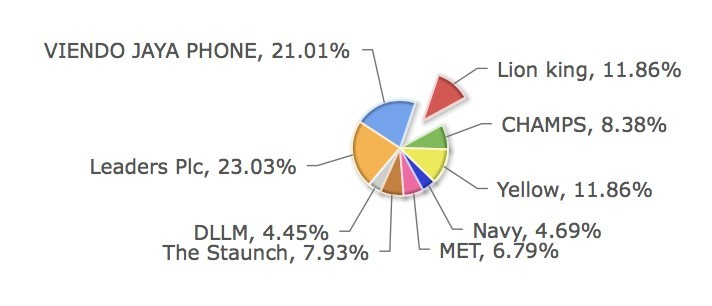 VIENDO JAYA PHONE, 21.01%
Lion king, 11.86%
CHAMPS, 8.38%
Leaders Plc, 23.03%
Yellow, 11.86%
DLLM, 4.45%
Navy, 4.69%
The Staunch, 7.93%
MET, 6.79%